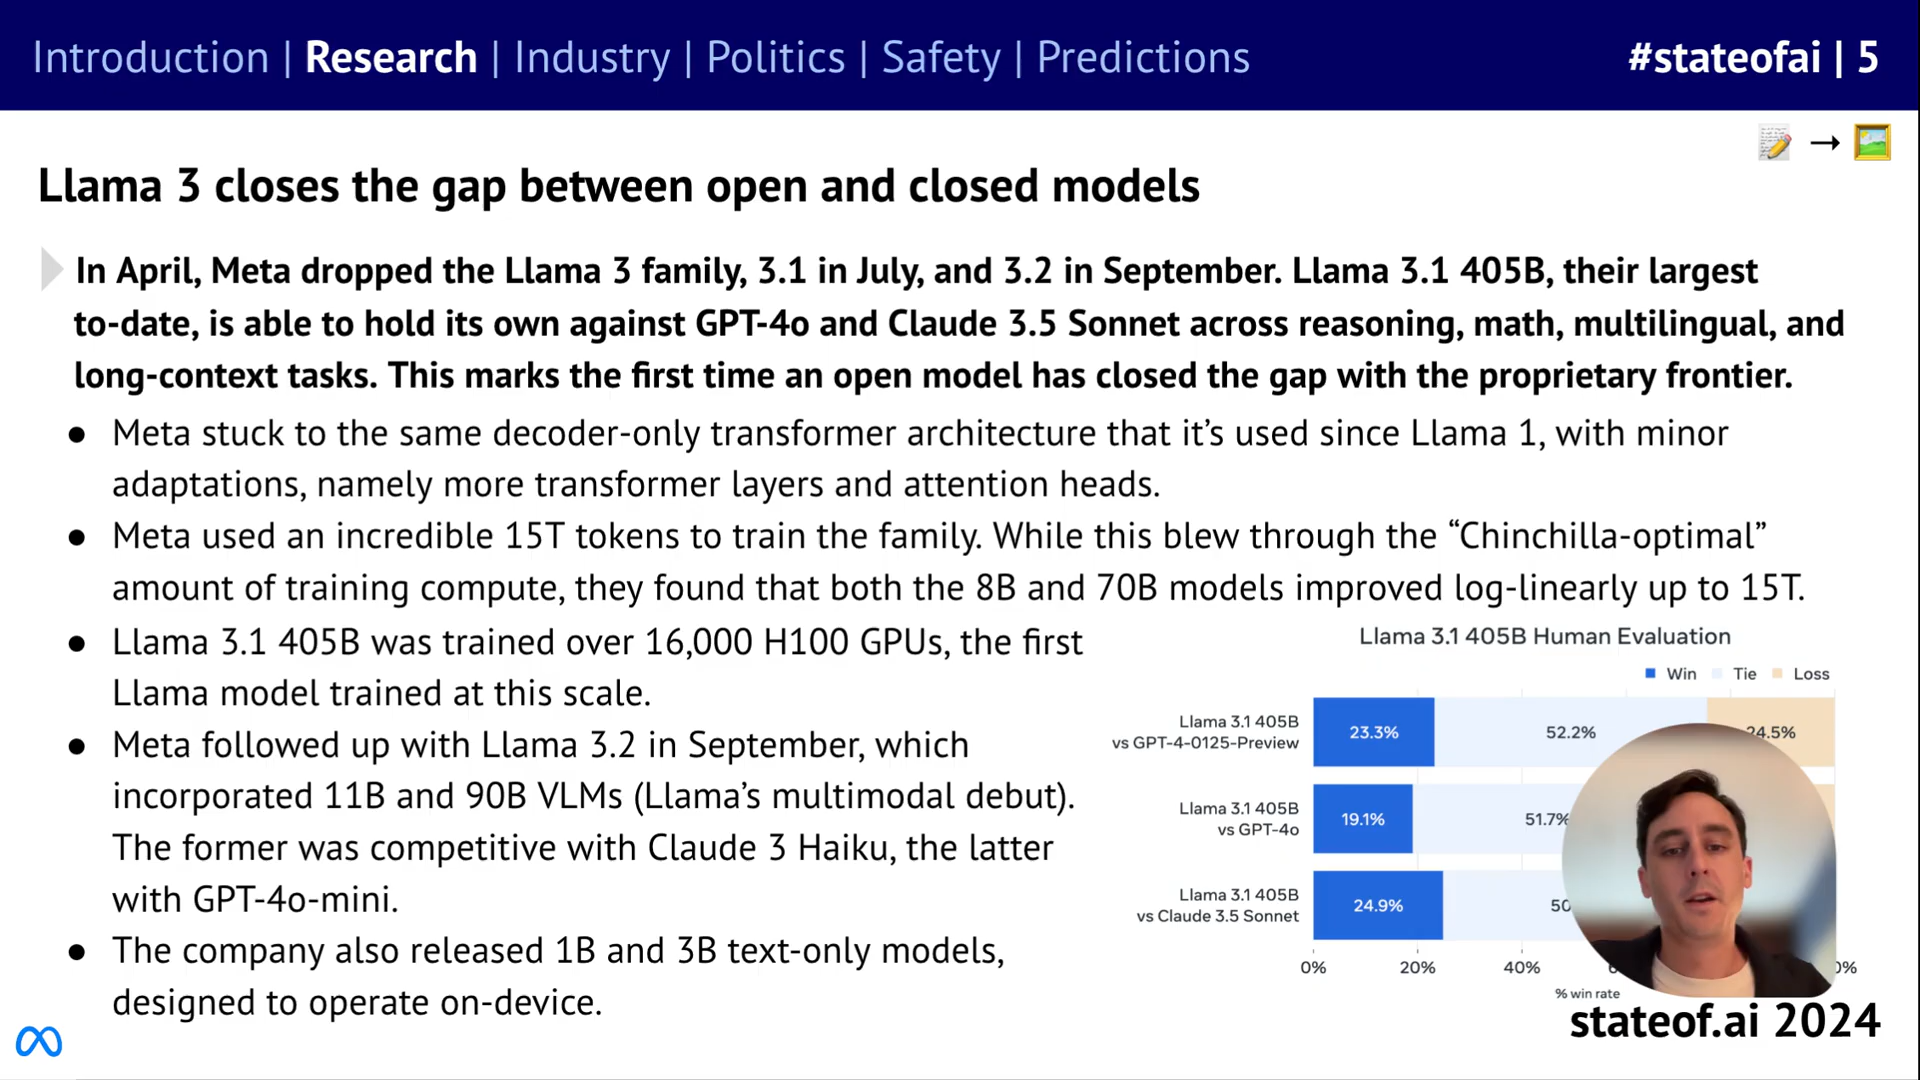 Introduction | Research | Industry | Politics | Safety | Predictions
#stateofai | 5
Llama 3 closes the gap between open and closed models
In April, Meta dropped the Llama 3 family, 3.1 in July, and 3.2 in September. Llama 3.1 405B, their largest
to-date, is able to hold its own against GPT-4o and Claude 3.5 Sonnet across reasoning, math, multilingual, and
long-context tasks. This marks the first time an open model has closed the gap with the proprietary frontier.
● Meta stuck to the same decoder-only transformer architecture that it’s used since Llama 1, with minor
adaptations, namely more transformer layers and attention heads.
● Meta used an incredible 15T tokens to train the family. While this blew through the “Chinchilla-optimal”
amount of training compute, they found that both the 8B and 70B models improved log-linearly up to 15T.
● Llama 3.1 405B was trained over 16,000 H100 GPUs, the first
Llama model trained at this scale.
● Meta followed up with Llama 3.2 in September, which
incorporated 11B and 90B VLMs (Llama’s multimodal debut).
The former was competitive with Claude 3 Haiku, the latter
with GPT-4o-mini.
● The company also released 1B and 3B text-only models,
designed to operate on-device.
Llama 3.1 405B Human Evaluation
Win Tie Loss
Llama 3.1 405B
vs GPT-4-0125-Preview
23.3% 52.2% 24.5%
Llama 3.1 405B
vs GPT-4o
19.1% 51.7%
Llama 3.1 405B
vs Claude 3.5 Sonnet
24.9% 50
0% 20% 40%
% win rate
stateof.ai 2024